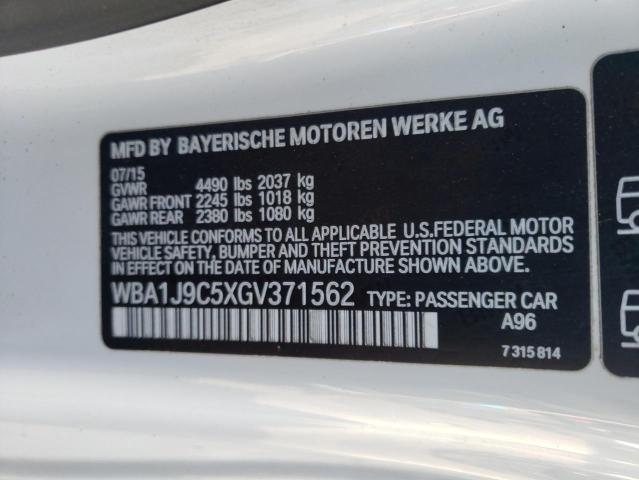 MFD BY BAYERISCHE MOTOREN WERKE AG
07/15
GVWR 4490 lbs 2037 kg
GAWR FRONT 2245 lbs 1018 kg
GAWR REAR 2380 lbs 1080 kg
THIS VEHICLE CONFORMS TO ALL APPLICABLE U.S.FEDERAL MOTOR
VEHICLE SAFETY, BUMPER AND THEFT PREVENTION STANDARDS
IN EFFECT ON THE DATE OF MANUFACTURE SHOWN ABOVE.
WBA1J9C5XGV371562 TYPE: PASSENGER CAR
A96
7 315 814